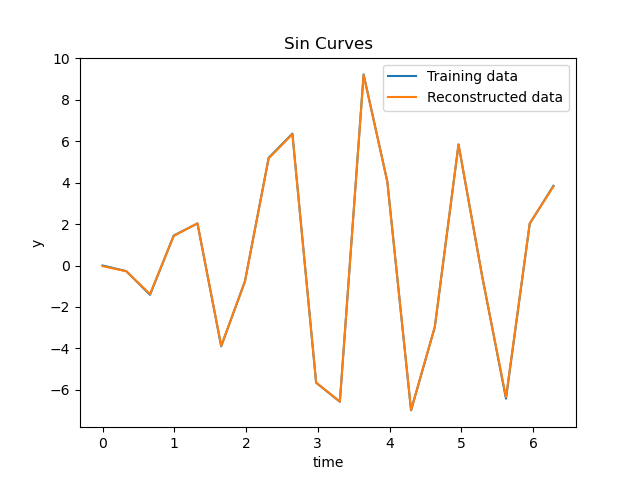 Sin Curves
Training data
Reconstructed data
y
10
8
6
4
2
0
−2
−4
−6
0 1 2 3 4 5 6
time